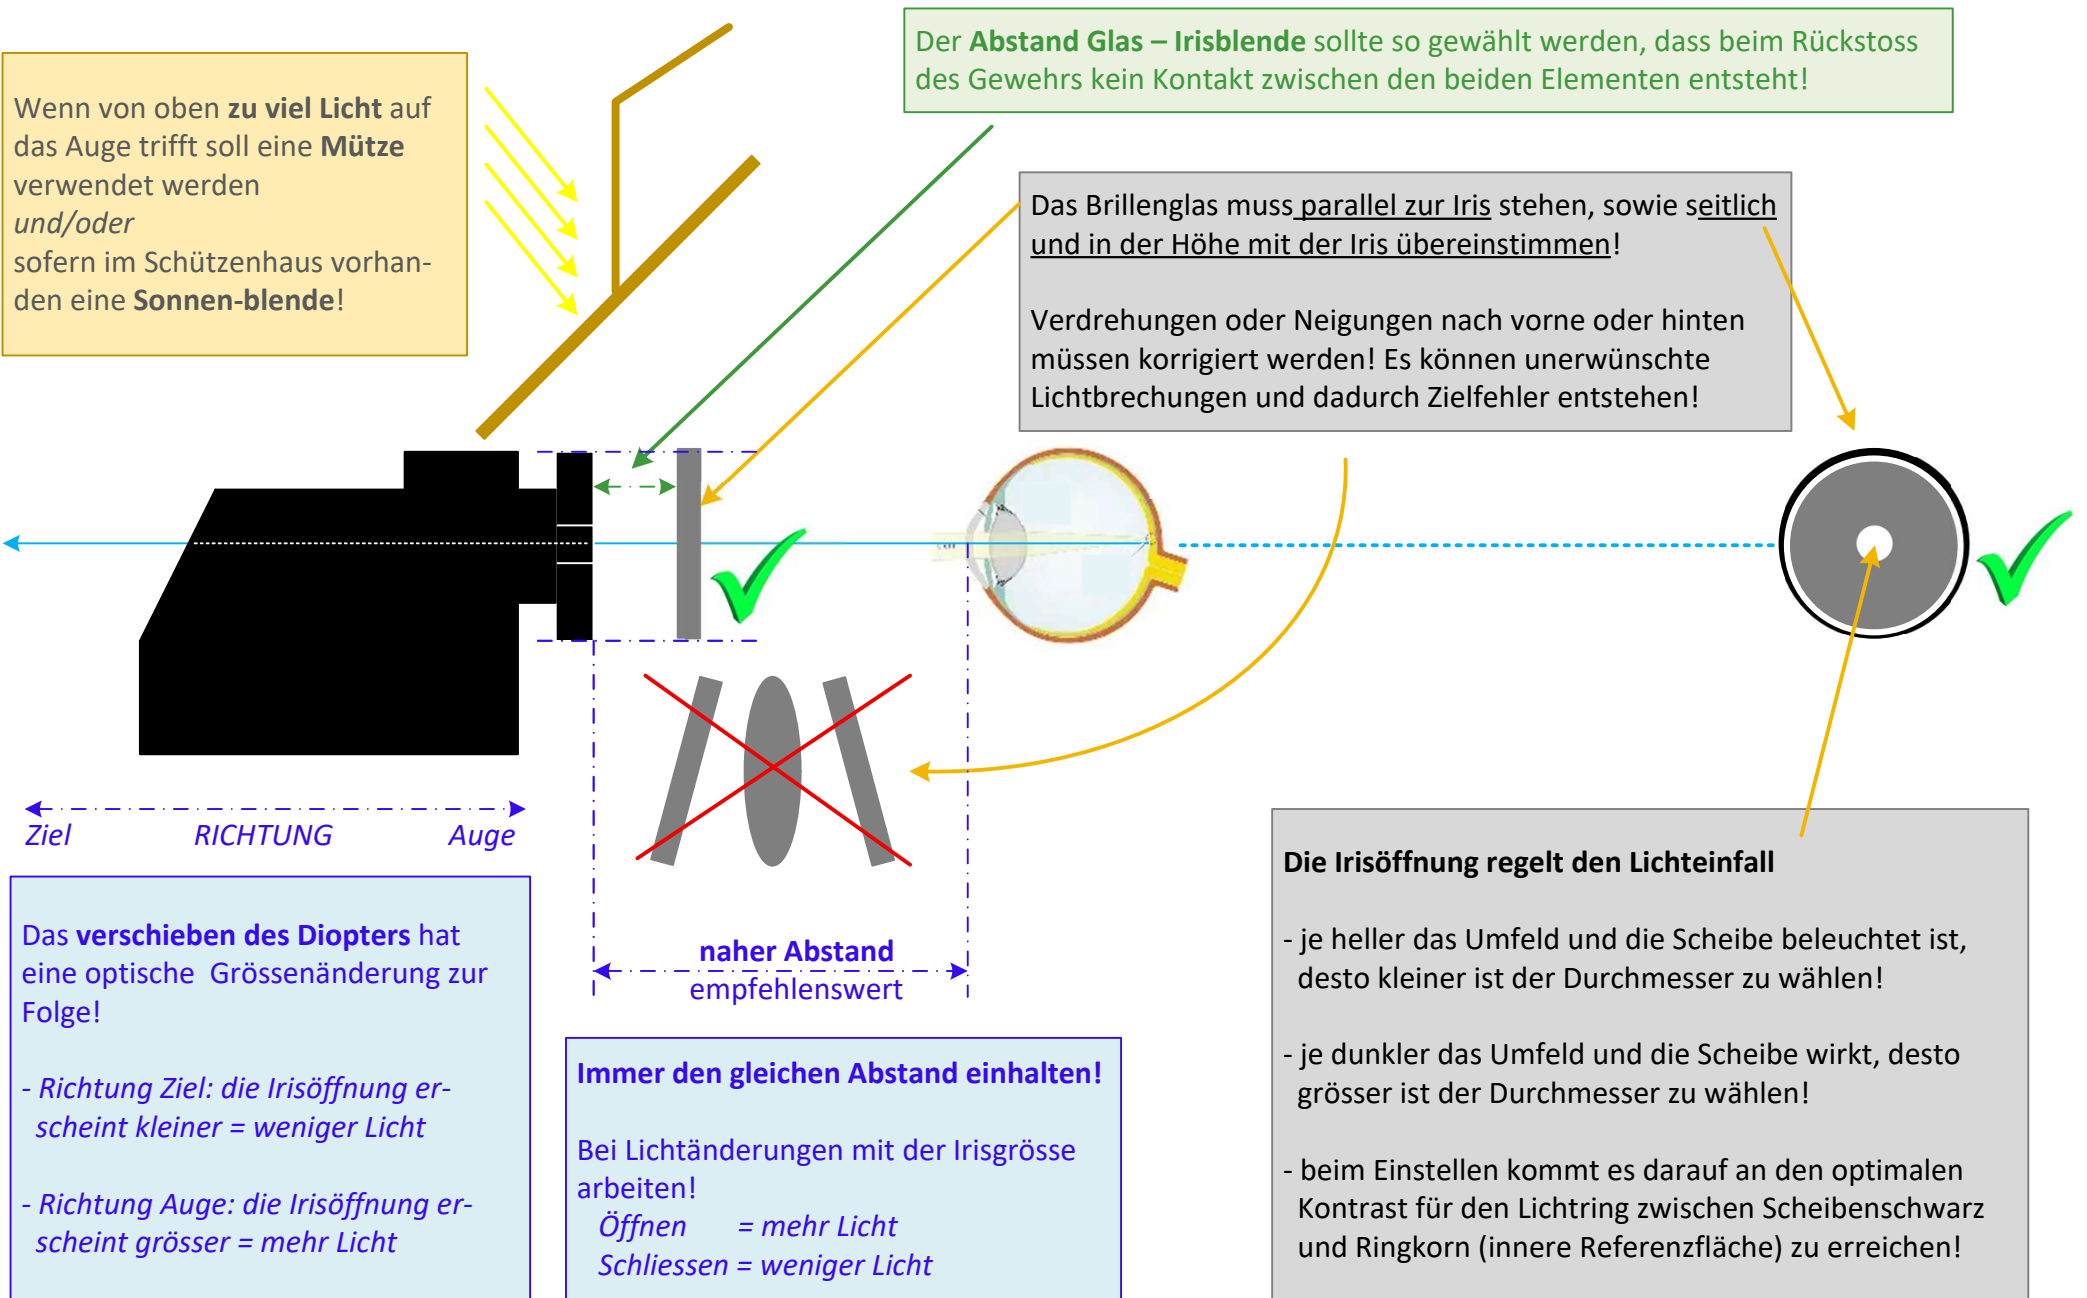 Der Abstand Glas – Irisblende sollte so gewählt werden, dass beim Rückstoss
des Gewehrs kein Kontakt zwischen den beiden Elementen entsteht!
Wenn von oben zu viel Licht auf
das Auge trifft soll eine Mütze
verwendet werden
und/oder
sofern im Schützenhaus vorhan-
den eine Sonnen-blende!
Das Brillenglas muss parallel zur Iris stehen, sowie seitlich
und in der Höhe mit der Iris übereinstimmen!
Verdrehungen oder Neigungen nach vorne oder hinten
müssen korrigiert werden! Es können unerwünschte
Lichtbrechungen und dadurch Zielfehler entstehen!
Ziel RICHTUNG Auge
Das verschieben des Diopters hat
eine optische Grössenänderung zur
Folge!
- Richtung Ziel: die Irisöffnung er-
scheint kleiner = weniger Licht
- Richtung Auge: die Irisöffnung er-
scheint grösser = mehr Licht
naher Abstand
empfehlenswert
Immer den gleichen Abstand einhalten!
Bei Lichtänderungen mit der Irisgrösse
arbeiten!
Öffnen = mehr Licht
Schliessen = weniger Licht
Die Irisöffnung regelt den Lichteinfall
- je heller das Umfeld und die Scheibe beleuchtet ist,
desto kleiner ist der Durchmesser zu wählen!
- je dunkler das Umfeld und die Scheibe wirkt, desto
grösser ist der Durchmesser zu wählen!
- beim Einstellen kommt es darauf an den optimalen
Kontrast für den Lichtring zwischen Scheibenschwarz
und Ringkorn (innere Referenzfläche) zu erreichen!